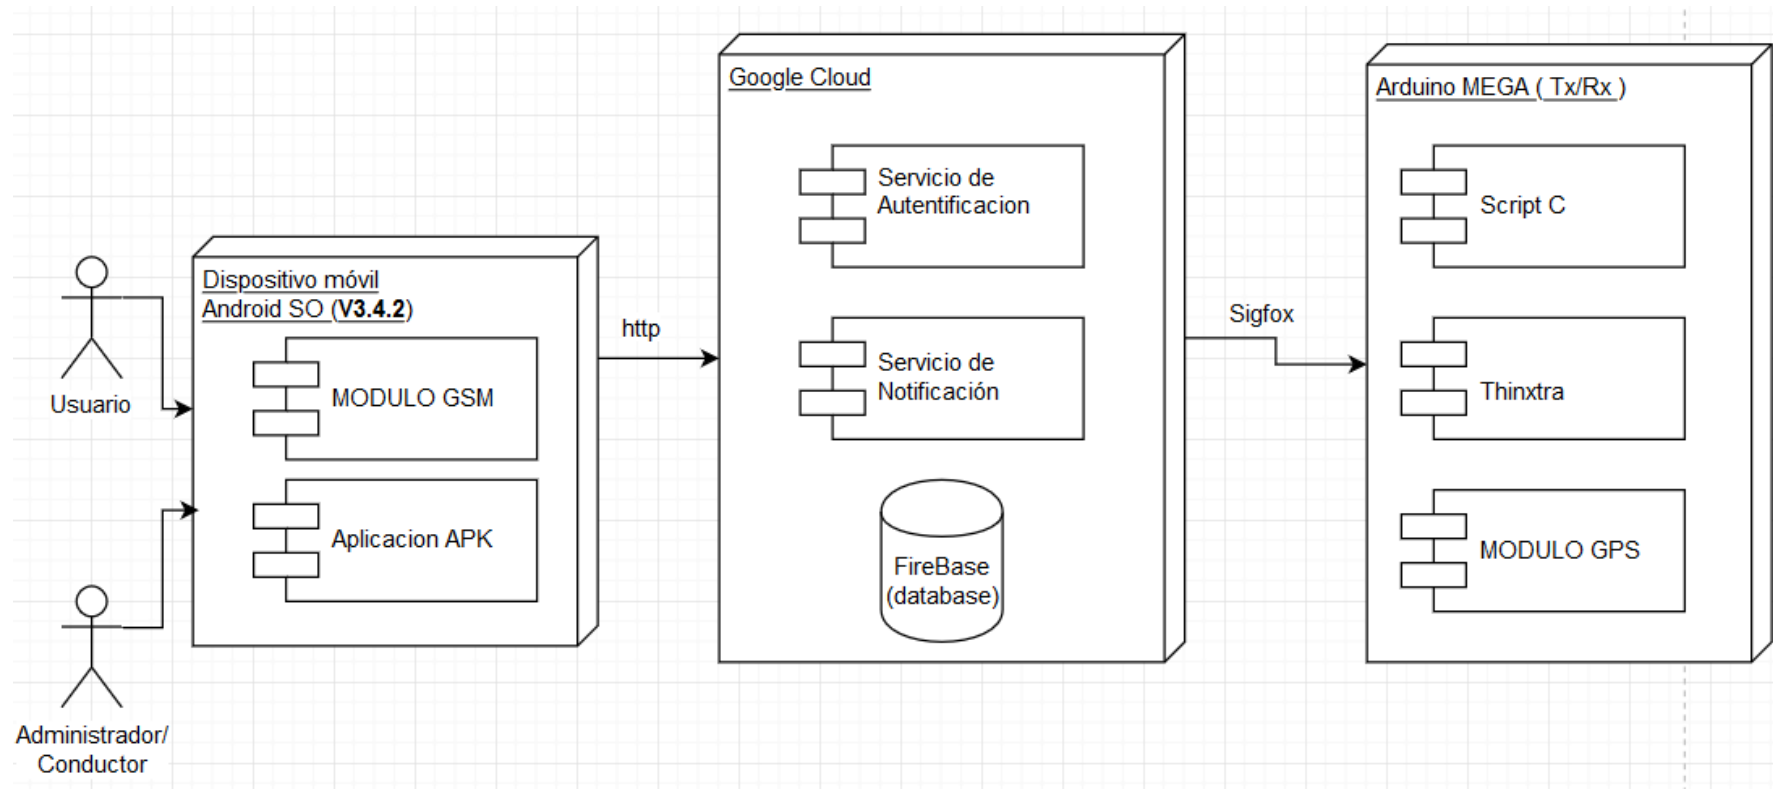 Usuario
Administrador/
Conductor
Dispositivo móvil
Android SO (V3.4.2)
MODULO GSM
Aplicacion APK
http
Google Cloud
Servicio de
Autentificacion
Servicio de
Notificación
FireBase
(database)
Sigfox
Arduino MEGA ( Tx/Rx )
Script C
Thinxtra
MODULO GPS